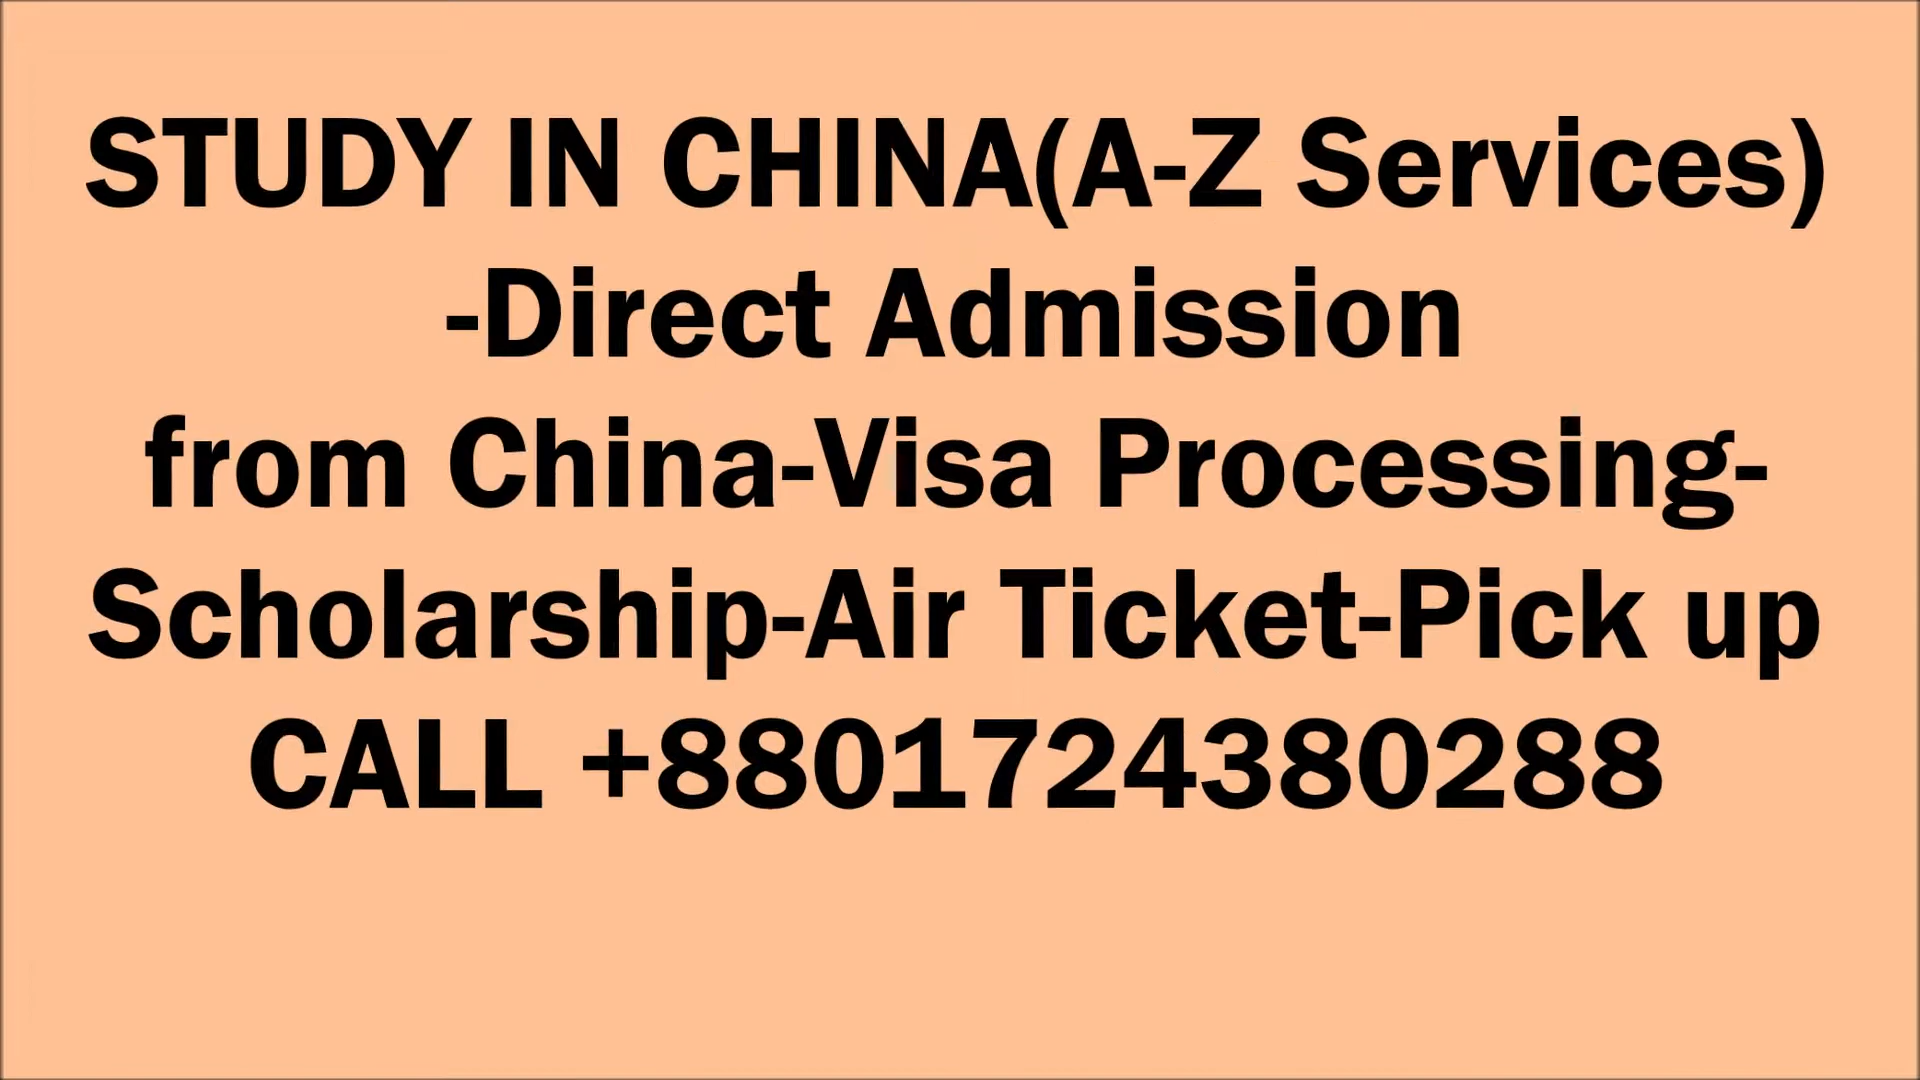 STUDY IN CHINA(A-Z Services)
-Direct Admission
from China-Visa Processing-
Scholarship-Air Ticket-Pick up
CALL +8801724380288